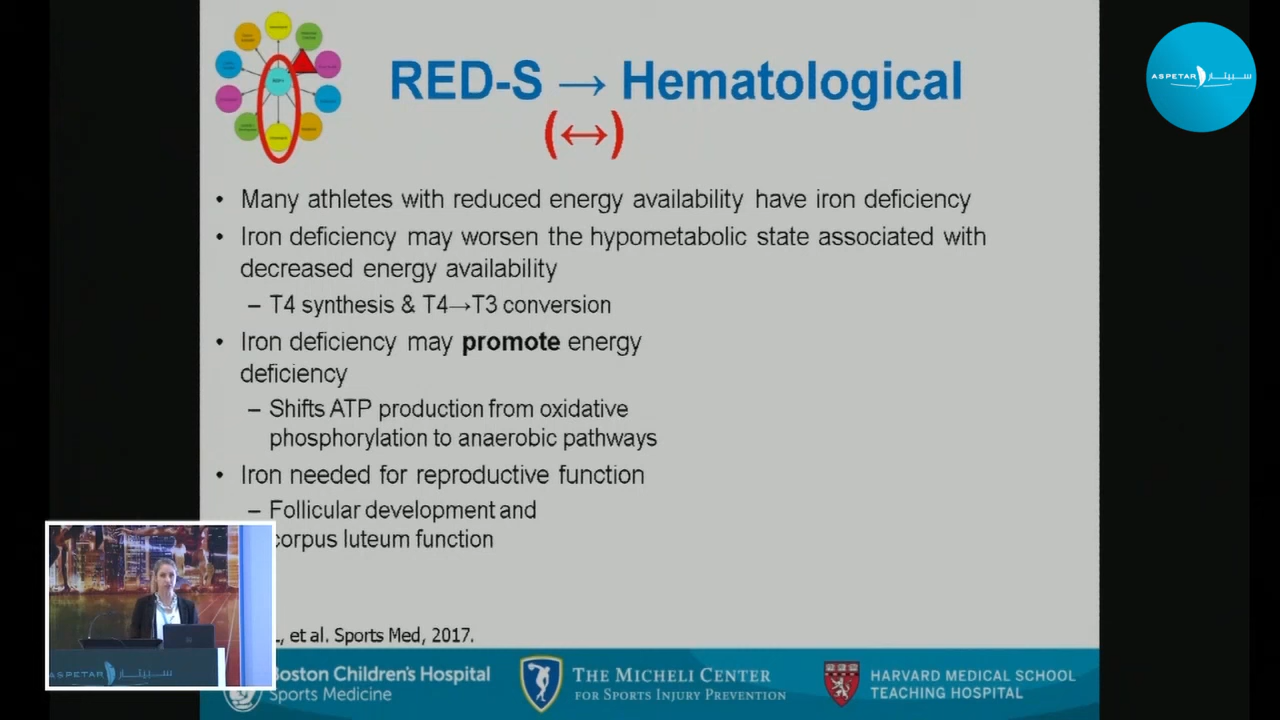 RED-S → Hematological
(↔)
ASPETAR سبيتار
• Many athletes with reduced energy availability have iron deficiency
• Iron deficiency may worsen the hypometabolic state associated with
decreased energy availability
– T4 synthesis & T4→T3 conversion
• Iron deficiency may promote energy
deficiency
– Shifts ATP production from oxidative
phosphorylation to anaerobic pathways
• Iron needed for reproductive function
– Follicular development and
corpus luteum function
et al. Sports Med, 2017.
ASPETAR سبيتار
Boston Children's Hospital
Sports Medicine
THE MICHELI CENTER
FOR SPORTS INJURY PREVENTION
HARVARD MEDICAL SCHOOL
TEACHING HOSPITAL